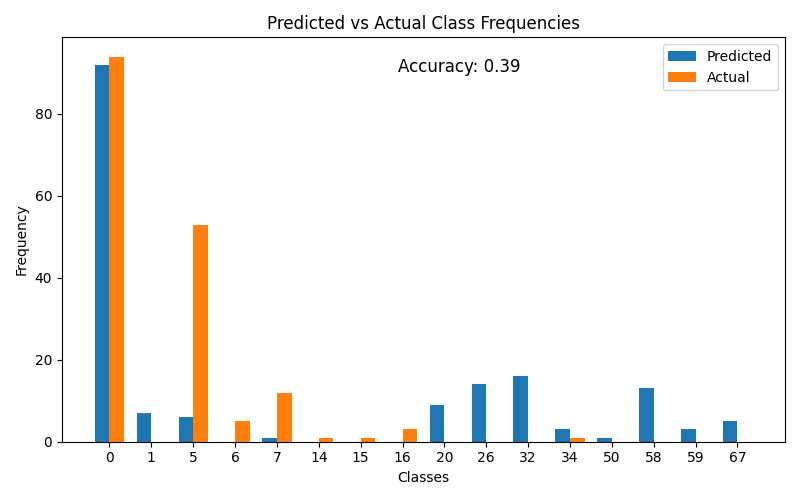 Predicted vs Actual Class Frequencies
Accuracy: 0.39
Predicted
Actual
Frequency
80
60
40
20
0
0 1 5 6 7 14 15 16 20 26 32 34 50 58 59 67
Classes